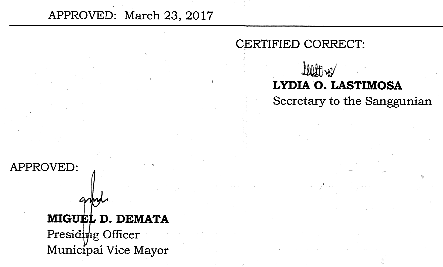 APPROVED: March 23, 2017
CERTIFIED CORRECT:
LYDIA O. LASTIMOSA
Secretary to the Sanggunian
APPROVED:
MIGUEL D. DEMATA
Presiding Officer
Municipal Vice Mayor